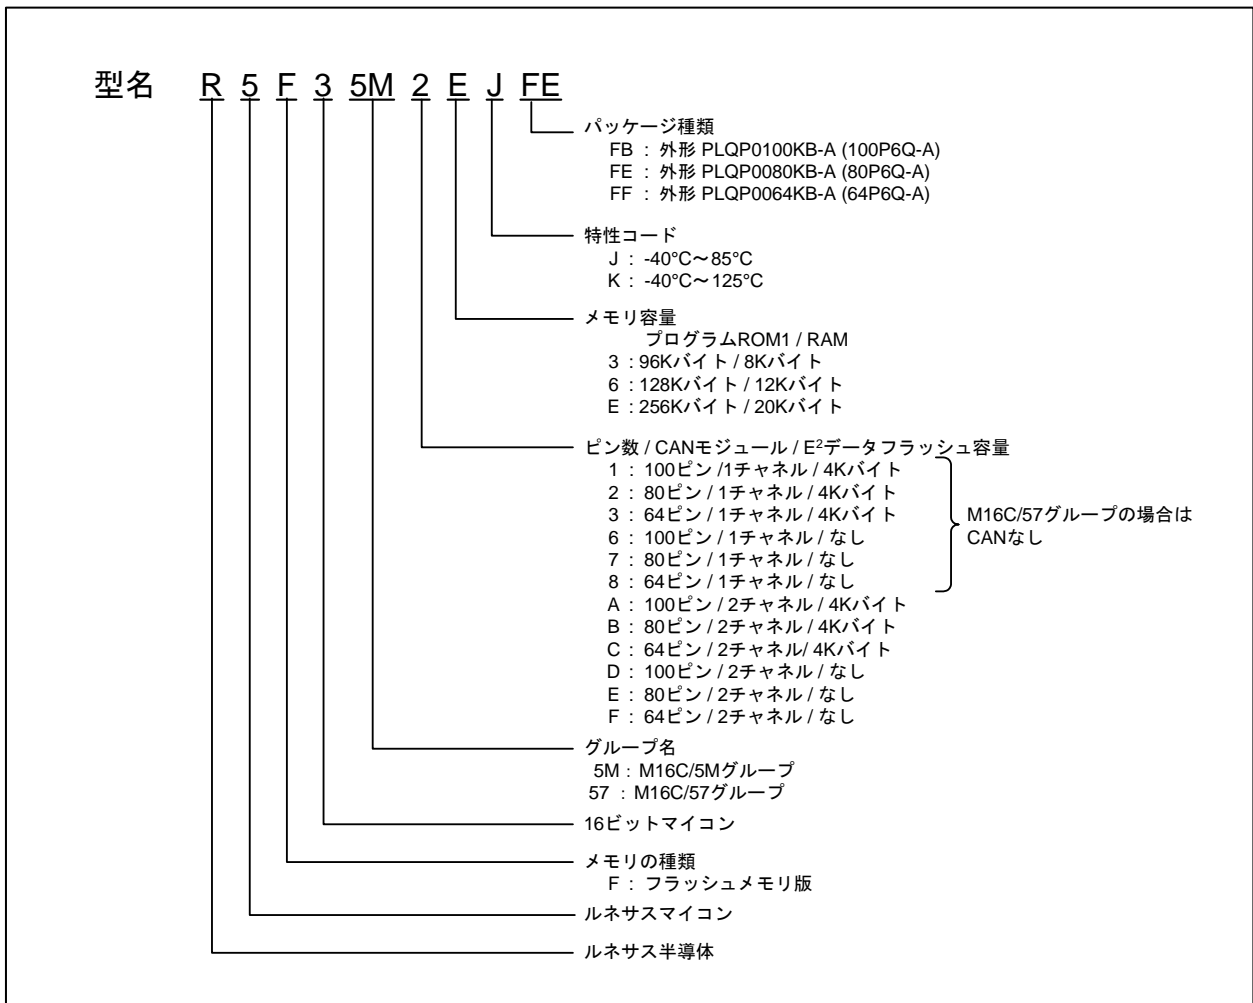 型名 R 5 F 3 5M 2 E J FE
パッケージ種類
FB : 外形 PLQP0100KB-A (100P6Q-A)
FE : 外形 PLQP0080KB-A (80P6Q-A)
FF : 外形 PLQP0064KB-A (64P6Q-A)
特性コード
J : -40°C～85°C
K : -40°C～125°C
メモリ容量
プログラムROM1 / RAM
3 : 96Kバイト / 8Kバイト
6 : 128Kバイト / 12Kバイト
E : 256Kバイト / 20Kバイト
ピン数 / CANモジュール / E²データフラッシュ容量
1 : 100ピン /1チャネル / 4Kバイト
2 : 80ピン / 1チャネル / 4Kバイト
3 : 64ピン / 1チャネル / 4Kバイト
6 : 100ピン / 1チャネル / なし
7 : 80ピン / 1チャネル / なし
8 : 64ピン / 1チャネル / なし
M16C/57グループの場合は
CANなし
A : 100ピン / 2チャネル / 4Kバイト
B : 80ピン / 2チャネル / 4Kバイト
C : 64ピン / 2チャネル/ 4Kバイト
D : 100ピン / 2チャネル / なし
E : 80ピン / 2チャネル / なし
F : 64ピン / 2チャネル / なし
グループ名
5M : M16C/5Mグループ
57 : M16C/57グループ
16ビットマイコン
メモリの種類
F : フラッシュメモリ版
ルネサスマイコン
ルネサス半導体